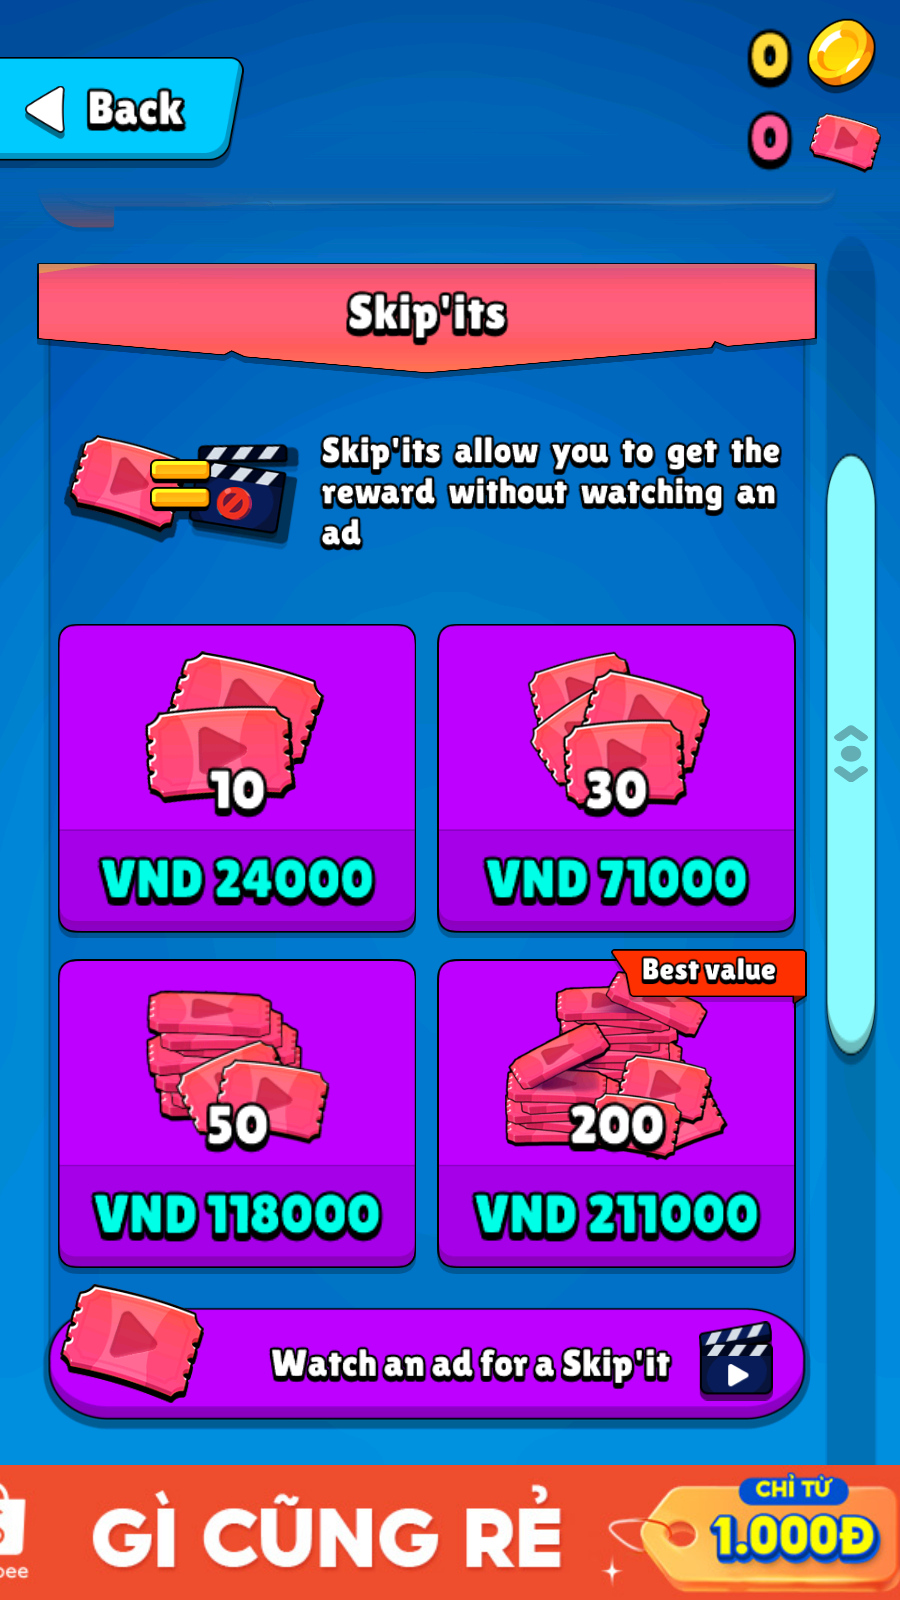 0
Back
0
Skip'its
Skip'its allow you to get the
reward without watching an
ad
10
30
VND 24000
VND 71000
Best value
50
200
VND 118000
VND 211000
Watch an ad for a Skip'it
CHỈ TỪ
GÌ CŨNG RẺ
1.000Đ
pee